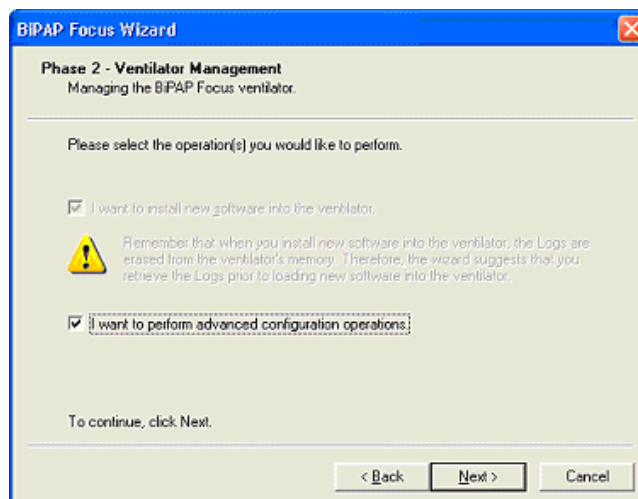 BiPAP Focus Wizard
Phase 2 - Ventilator Management
Managing the BiPAP Focus ventilator.
Please select the operation(s) you would like to perform.
I want to install new software into the ventilator.
Remember that when you install new software into the ventilator, the Logs are
erased from the ventilator's memory. Therefore, the wizard suggests that you
retrieve the Logs prior to loading new software into the ventilator.
I want to perform advanced configuration operations.
To continue, click Next.
< Back
Next >
Cancel